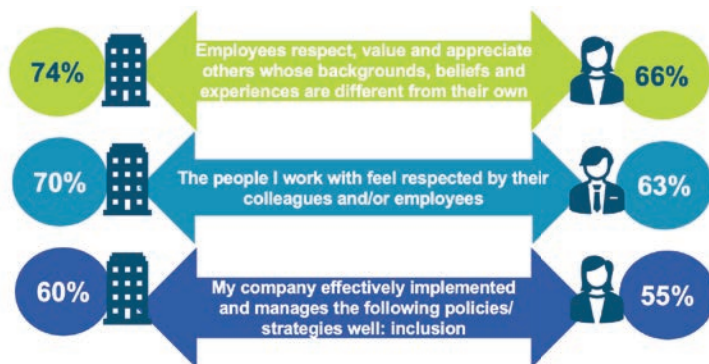 74%
Employees respect, value and appreciate
others whose backgrounds, beliefs and
experiences are different from their own
66%
70%
The people I work with feel respected by their
colleagues and/or employees
63%
60%
My company effectively implemented
and manages the following policies/
strategies well: inclusion
55%